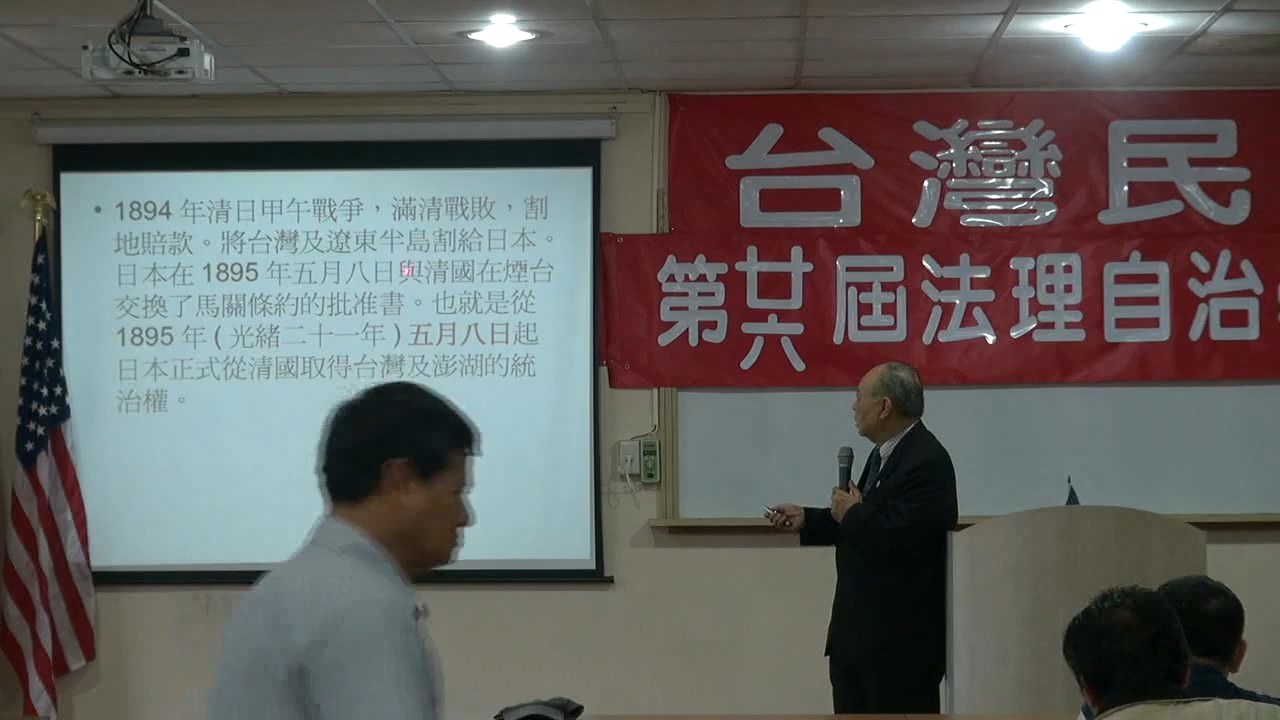 • 1894 年清日甲午戰爭，滿清戰敗，割
地賠款。將台灣及遼東半島割給日本。
日本在 1895 年五月八日與清國在煙台
交換了馬關條約的批准書。也就是從
1895 年 ( 光緒二十一年 ) 五月八日起
日本正式從清國取得台灣及澎湖的統
治權。
台灣民
第廿六屆法理自治